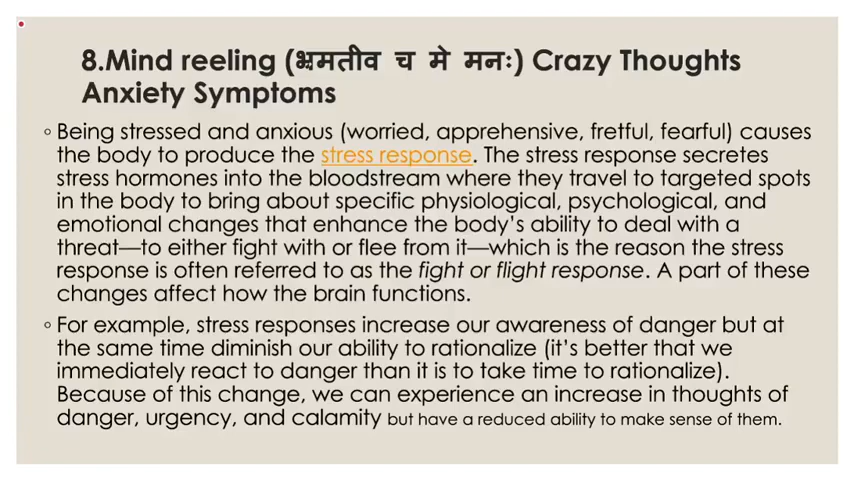 8.Mind reeling (भ्रमतीव च मे मनः) Crazy Thoughts
Anxiety Symptoms
◦ Being stressed and anxious (worried, apprehensive, fretful, fearful) causes
the body to produce the stress response. The stress response secretes
stress hormones into the bloodstream where they travel to targeted spots
in the body to bring about specific physiological, psychological, and
emotional changes that enhance the body's ability to deal with a
threat—to either fight with or flee from it—which is the reason the stress
response is often referred to as the fight or flight response. A part of these
changes affect how the brain functions.
◦ For example, stress responses increase our awareness of danger but at
the same time diminish our ability to rationalize (it's better that we
immediately react to danger than it is to take time to rationalize).
Because of this change, we can experience an increase in thoughts of
danger, urgency, and calamity but have a reduced ability to make sense of them.